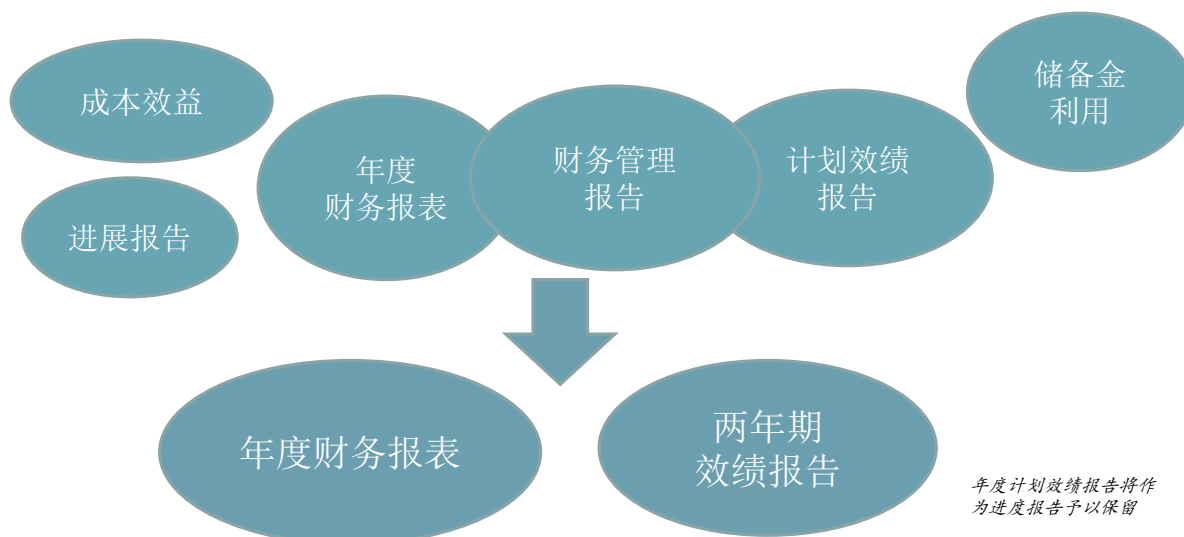 成本效益
进展报告
年度
财务报表
财务管理
报告
计划效绩
报告
储备金
利用
年度财务报表
两年期
效绩报告
年度计划效绩报告将作
为进度报告予以保留